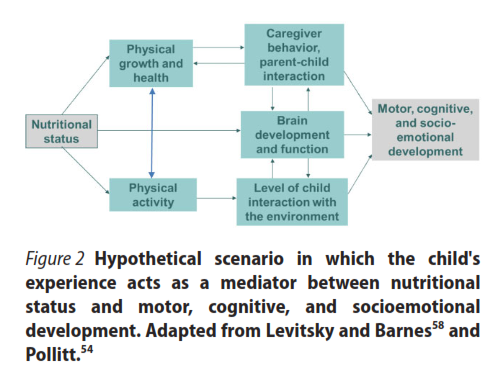 Caregiver
behavior,
parent-child
interaction
Physical
growth and
health
Motor, cognitive,
and socio-
emotional
development
Nutritional
status
Brain
development
and function
Physical
activity
Level of child
interaction with
the environment
Figure 2 Hypothetical scenario in which the child's
experience acts as a mediator between nutritional
status and motor, cognitive, and socioemotional
development. Adapted from Levitsky and Barnes58 and
Pollitt.54